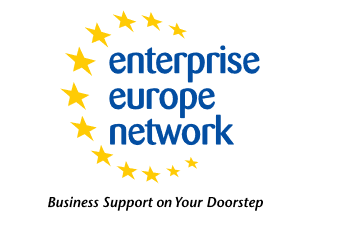 enterprise
europe
network
Business Support on Your Doorstep